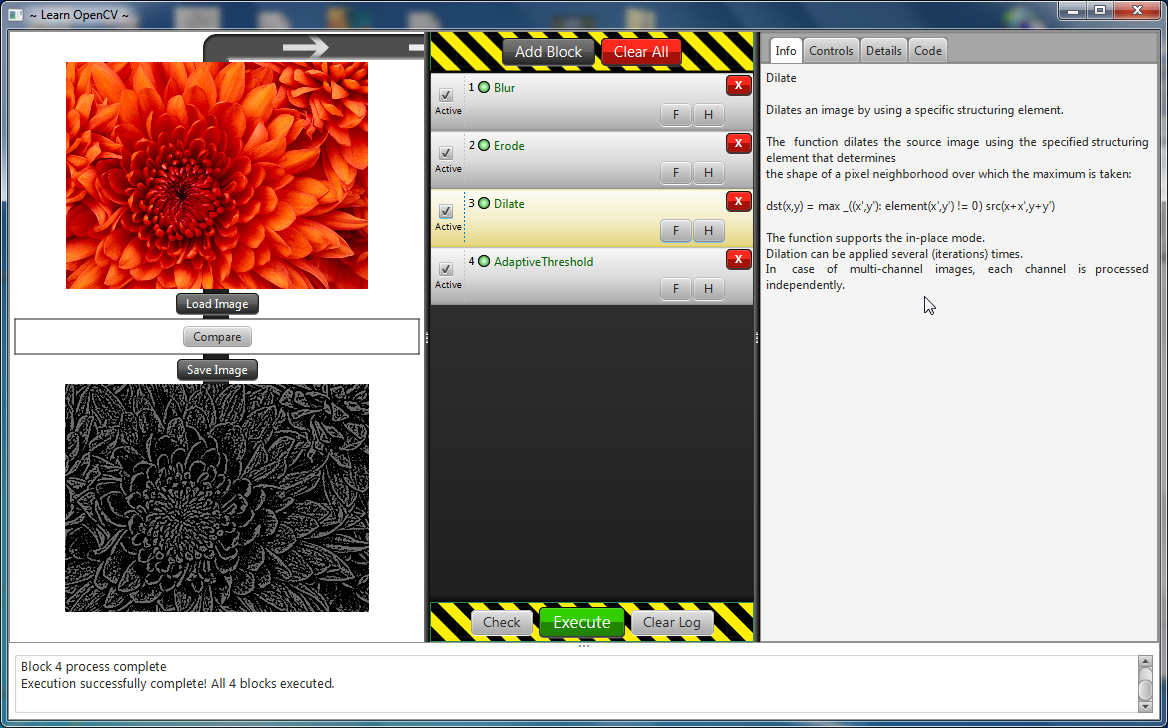 ~ Learn OpenCV ~
Load Image
Compare
Save Image
Add Block Clear All
1 Blur X
Active F H
2 Erode X
Active F H
3 Dilate X
Active F H
4 AdaptiveThreshold X
Active F H
Check Execute Clear Log
Info Controls Details Code
Dilate
Dilates an image by using a specific structuring element.
The function dilates the source image using the specified structuring
element that determines
the shape of a pixel neighborhood over which the maximum is taken:
dst(x,y) = max _((x',y'): element(x',y') != 0) src(x+x',y+y')
The function supports the in-place mode.
Dilation can be applied several (iterations) times.
In case of multi-channel images, each channel is processed
independently.
Block 4 process complete
Execution successfully complete! All 4 blocks executed.